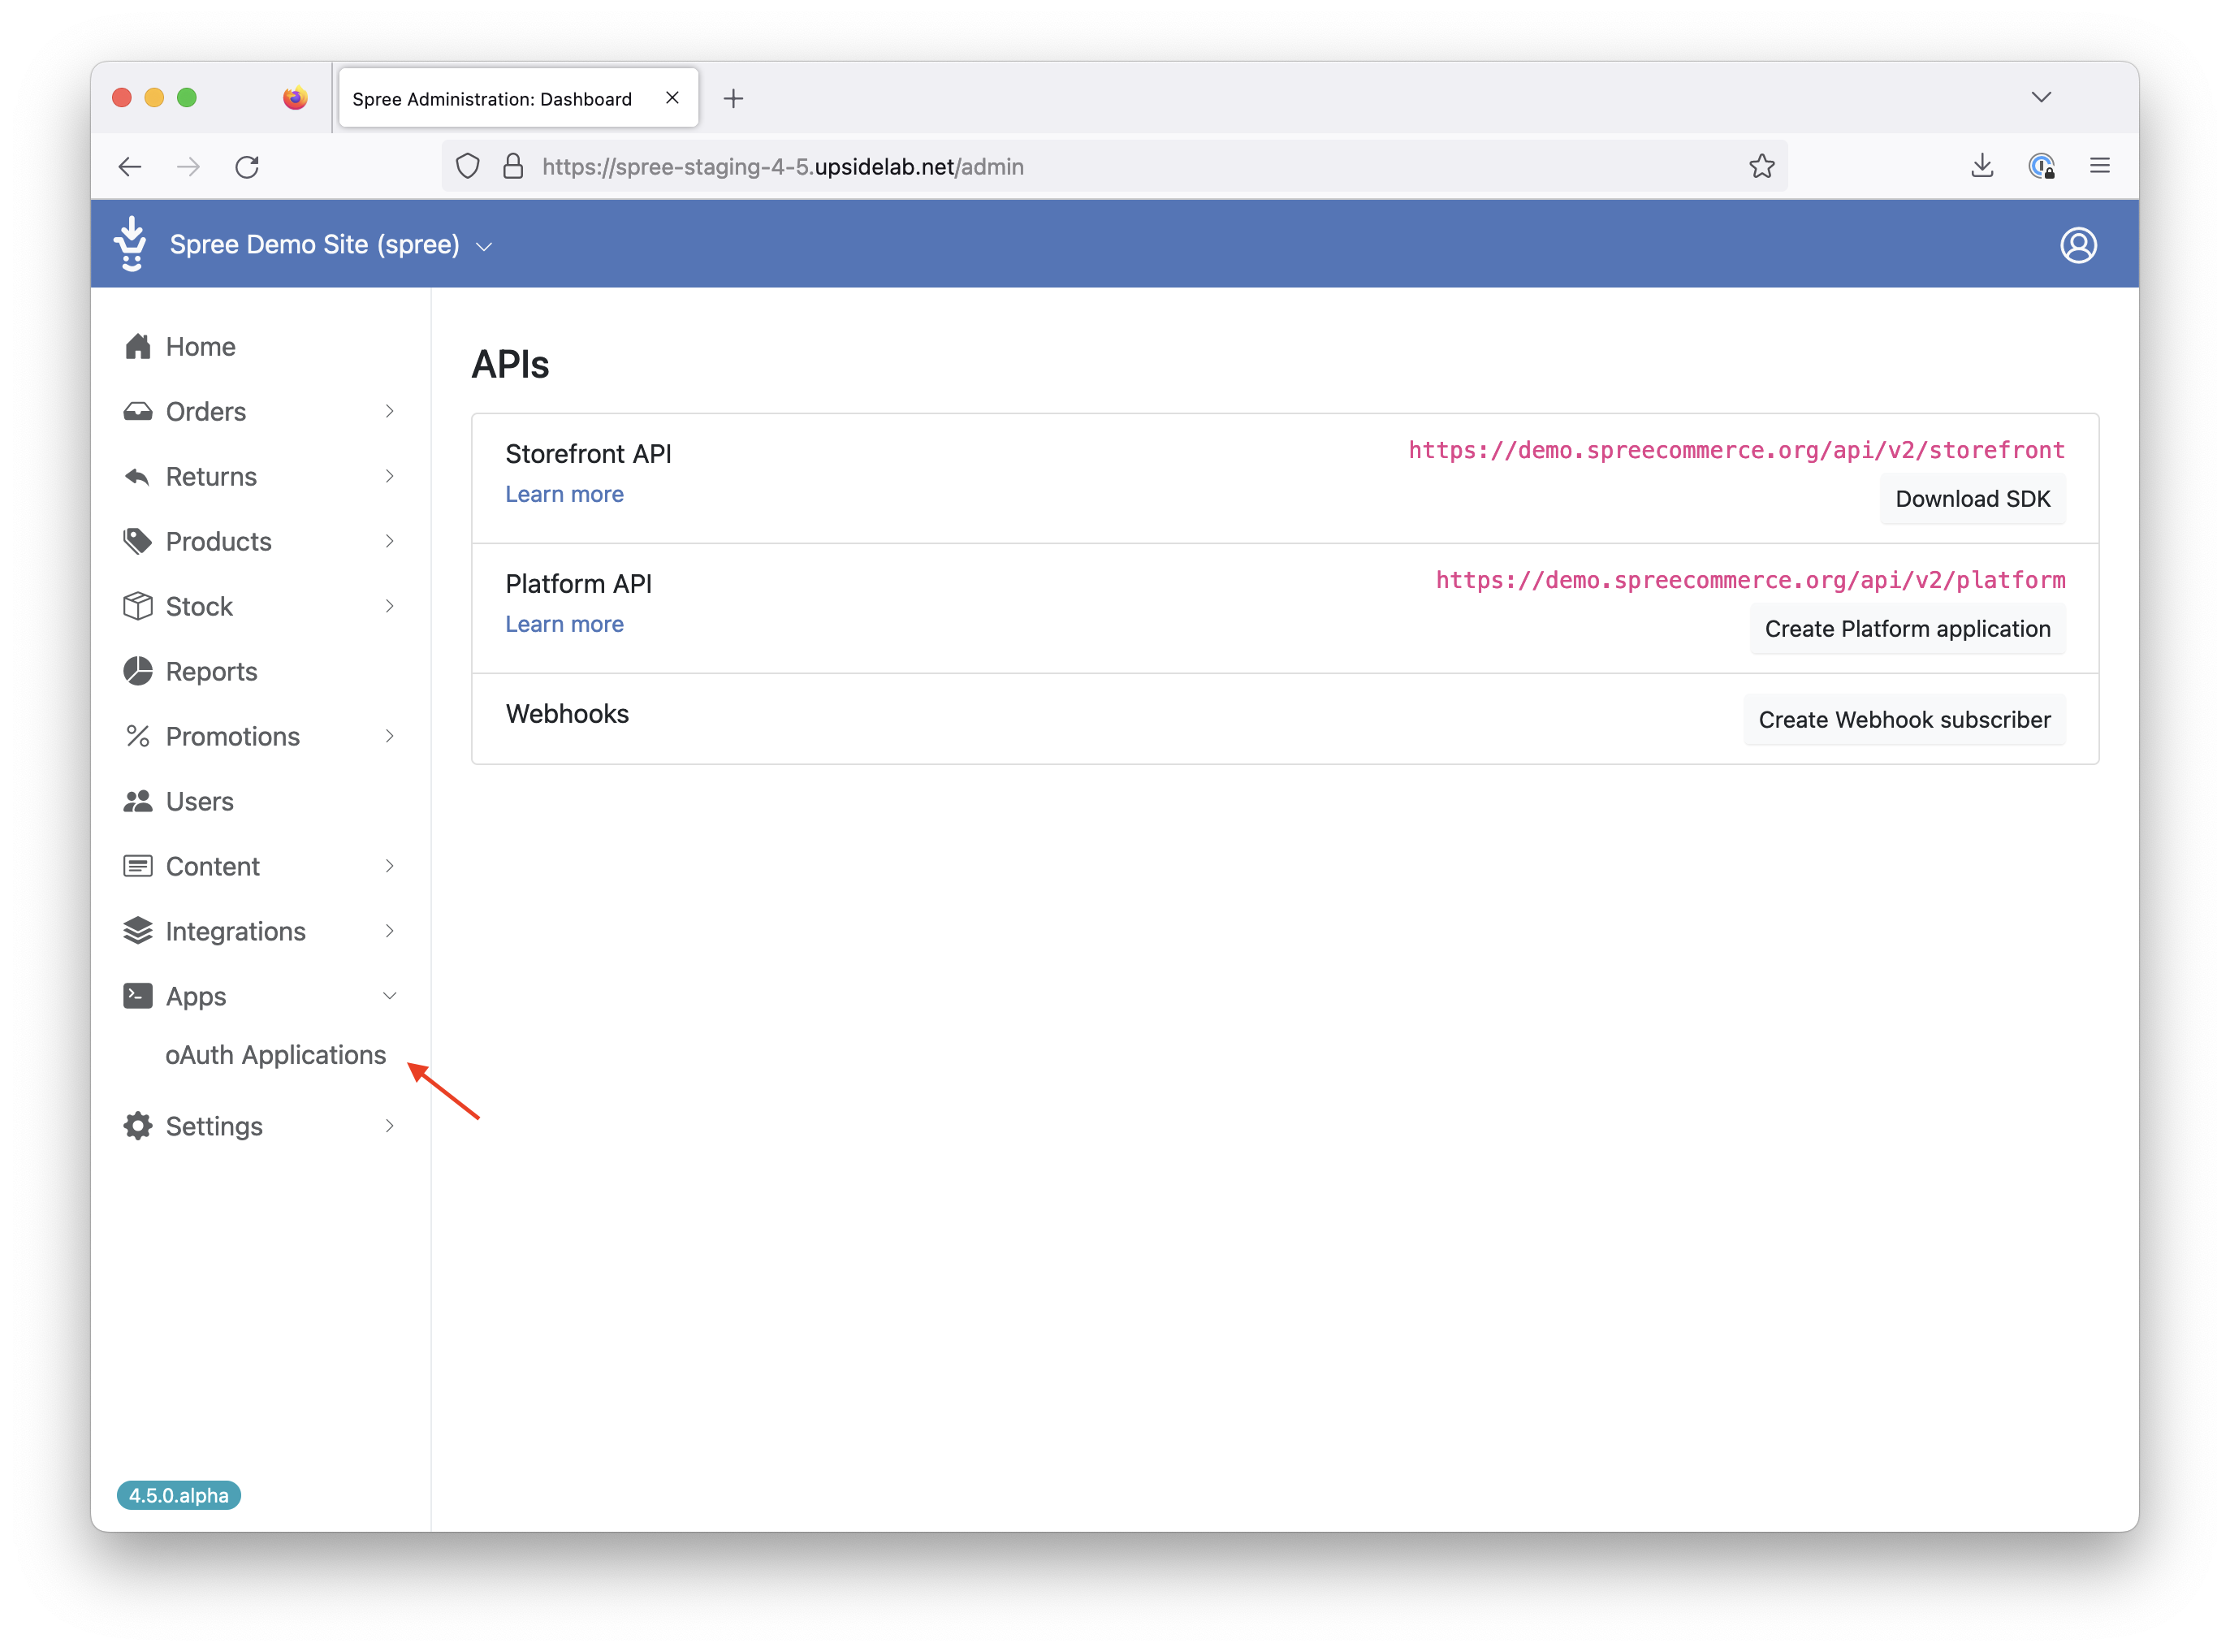 Spree Administration: Dashboard
https://spree-staging-4-5.upsidelab.net/admin
Spree Demo Site (spree)
Home
Orders
Returns
Products
Stock
Reports
Promotions
Users
Content
Integrations
Apps
oAuth Applications
Settings
4.5.0.alpha
APIs
Storefront API
https://demo.spreecommerce.org/api/v2/storefront
Learn more
Download SDK
Platform API
https://demo.spreecommerce.org/api/v2/platform
Learn more
Create Platform application
Webhooks
Create Webhook subscriber